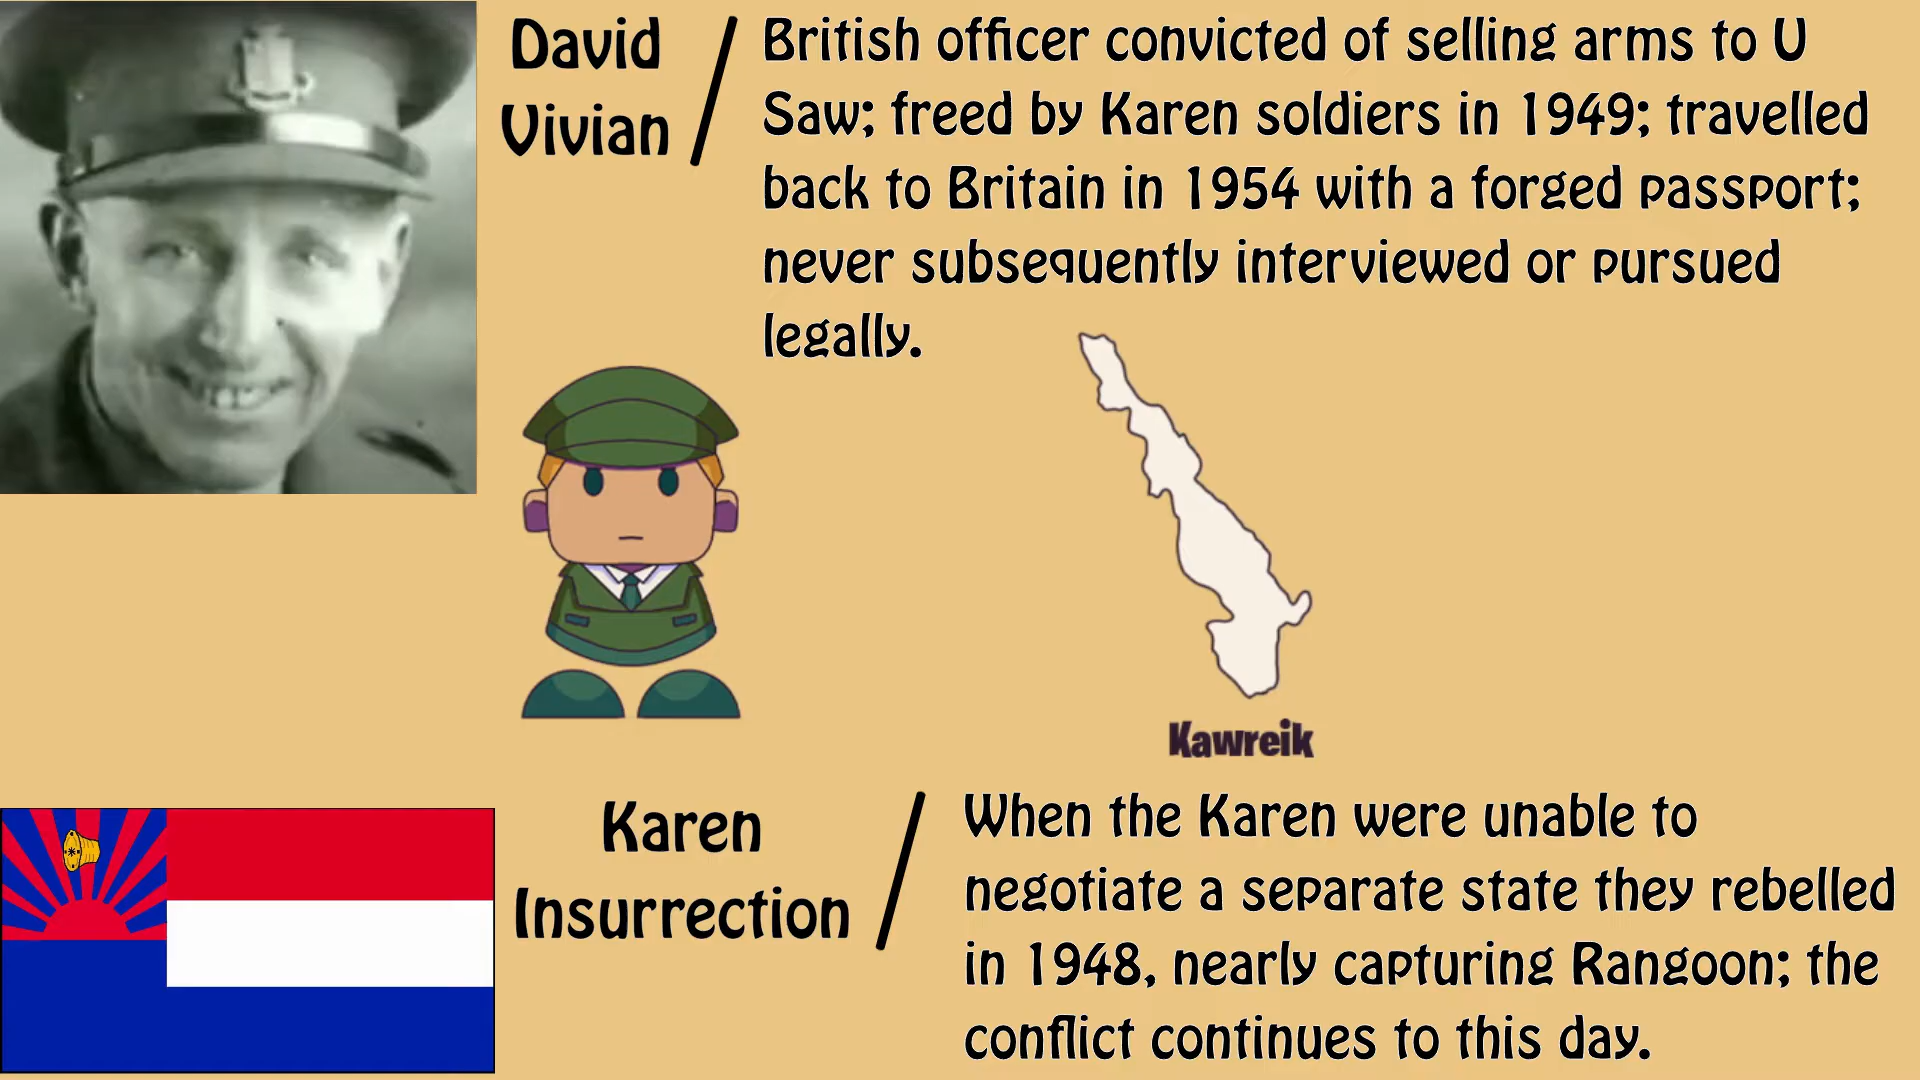 David
Vivian
British officer convicted of selling arms to U
Saw; freed by Karen soldiers in 1949; travelled
back to Britain in 1954 with a forged passport;
never subsequently interviewed or pursued
legally.
Kawreik
Karen
Insurrection
When the Karen were unable to
negotiate a separate state they rebelled
in 1948, nearly capturing Rangoon; the
conflict continues to this day.